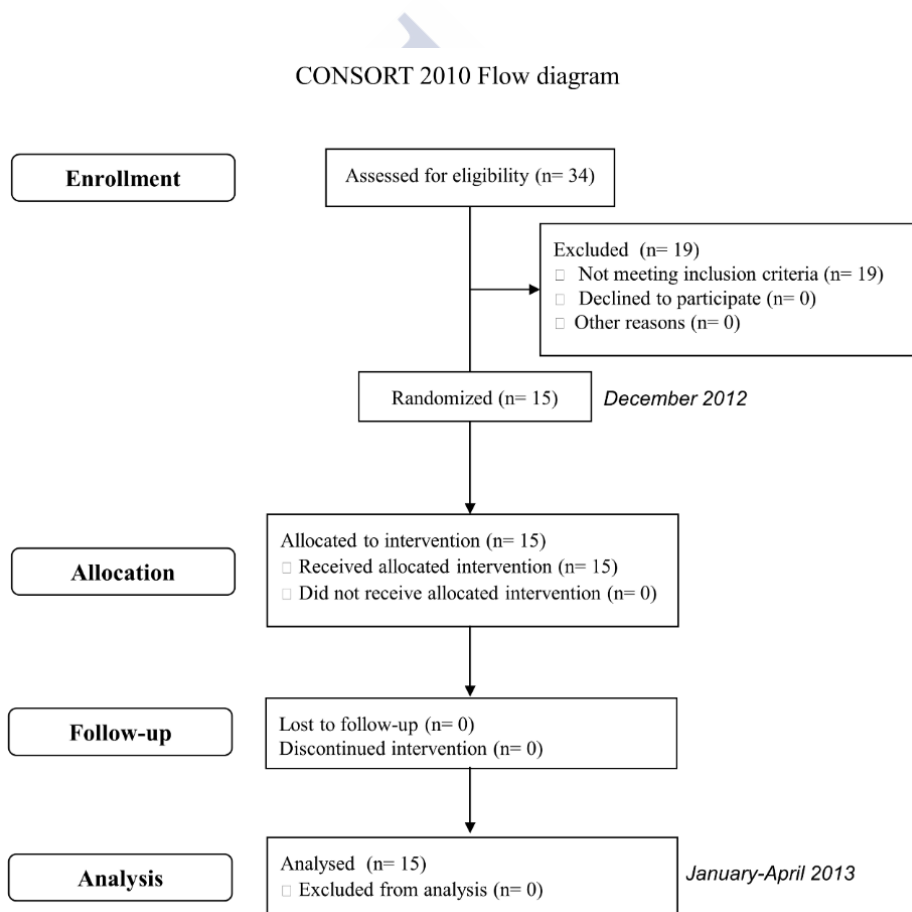 CONSORT 2010 Flow diagram
Enrollment
Assessed for eligibility (n= 34)
Excluded (n= 19)
□ Not meeting inclusion criteria (n= 19)
□ Declined to participate (n= 0)
□ Other reasons (n= 0)
Randomized (n= 15)
December 2012
Allocation
Allocated to intervention (n= 15)
□ Received allocated intervention (n= 15)
□ Did not receive allocated intervention (n= 0)
Follow-up
Lost to follow-up (n= 0)
Discontinued intervention (n= 0)
Analysis
Analysed (n= 15)
□ Excluded from analysis (n= 0)
January-April 2013